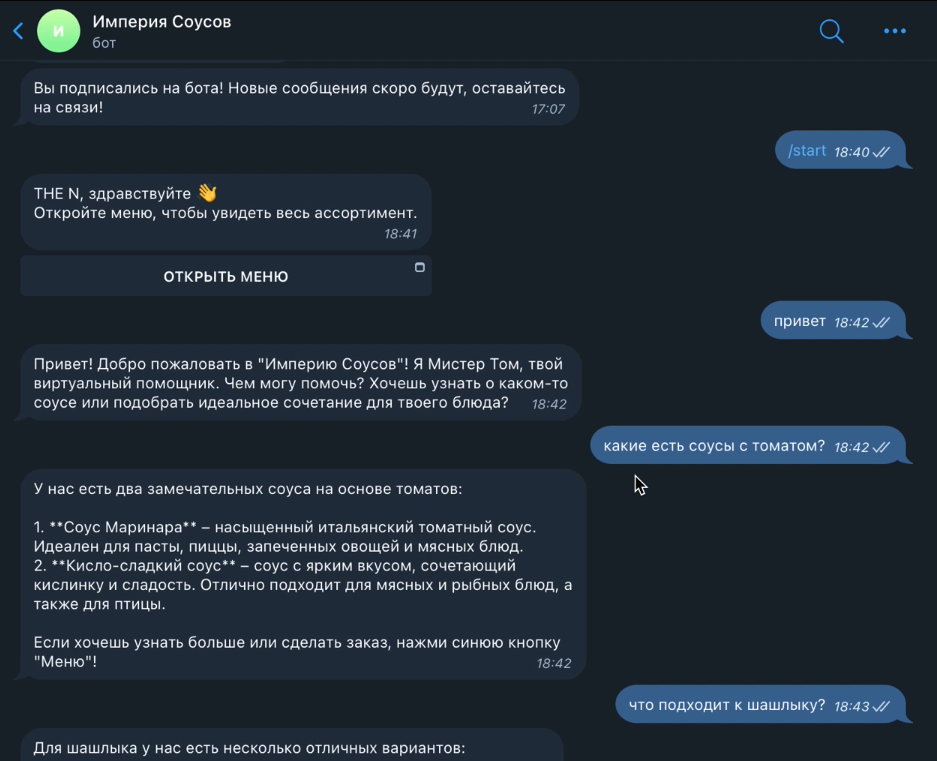 Империя Соусов
И
бот
Вы подписались на бота! Новые сообщения скоро будут, оставайтесь
на связи!
17:07
/start 18:40
THE N, здравствуйте 👋
Откройте меню, чтобы увидеть весь ассортимент.
18:41
ОТКРЫТЬ МЕНЮ
привет 18:42
Привет! Добро пожаловать в "Империю Соусов"! Я Мистер Том, твой
виртуальный помощник. Чем могу помочь? Хочешь узнать о каком-то
соусе или подобрать идеальное сочетание для твоего блюда? 18:42
какие есть соусы с томатом? 18:42
У нас есть два замечательных соуса на основе томатов:
1. **Соус Маринара** – насыщенный итальянский томатный соус.
Идеален для пасты, пиццы, запеченных овощей и мясных блюд.
2. **Кисло-сладкий соус** – соус с ярким вкусом, сочетающий
кислинку и сладость. Отлично подходит для мясных и рыбных блюд, а
также для птицы.
Если хочешь узнать больше или сделать заказ, нажми синюю кнопку
"Меню"!
18:42
что подходит к шашлыку? 18:43
Для шашлыка у нас есть несколько отличных вариантов: